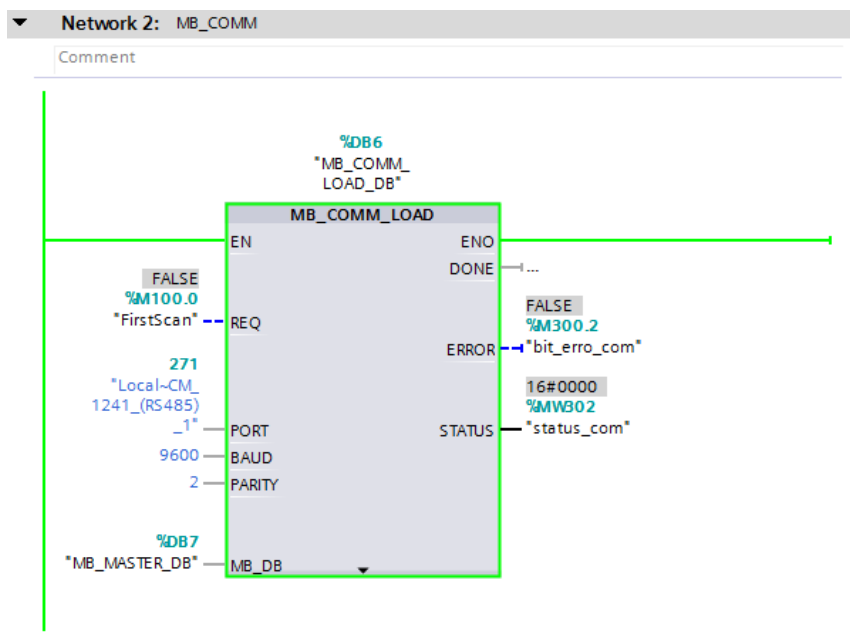 Network 2: MB_COMM
Comment
%DB6
"MB_COMM_
LOAD_DB"
MB_COMM_LOAD
EN
ENO
DONE
...
FALSE
%M100.0
"FirstScan"
REQ
FALSE
%M300.2
"bit_erro_com"
ERROR
271
"Local~CM_
1241_(RS485)
_1"
PORT
16#0000
%MW302
"status_com"
STATUS
9600
BAUD
2
PARITY
%DB7
"MB_MASTER_DB"
MB_DB